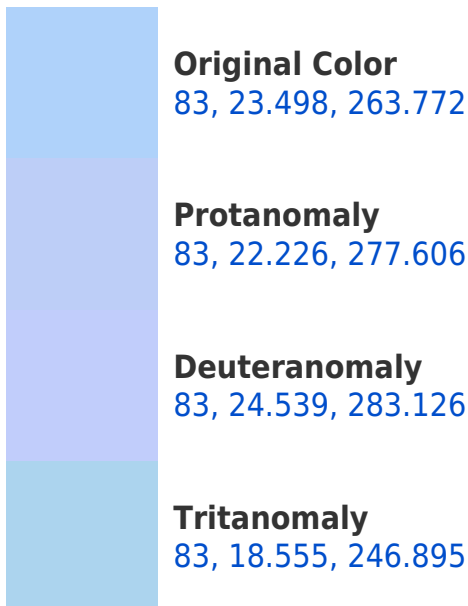 Original Color
83, 23.498, 263.772
Protanomaly
83, 22.226, 277.606
Deuteranomaly
83, 24.539, 283.126
Tritanomaly
83, 18.555, 246.895